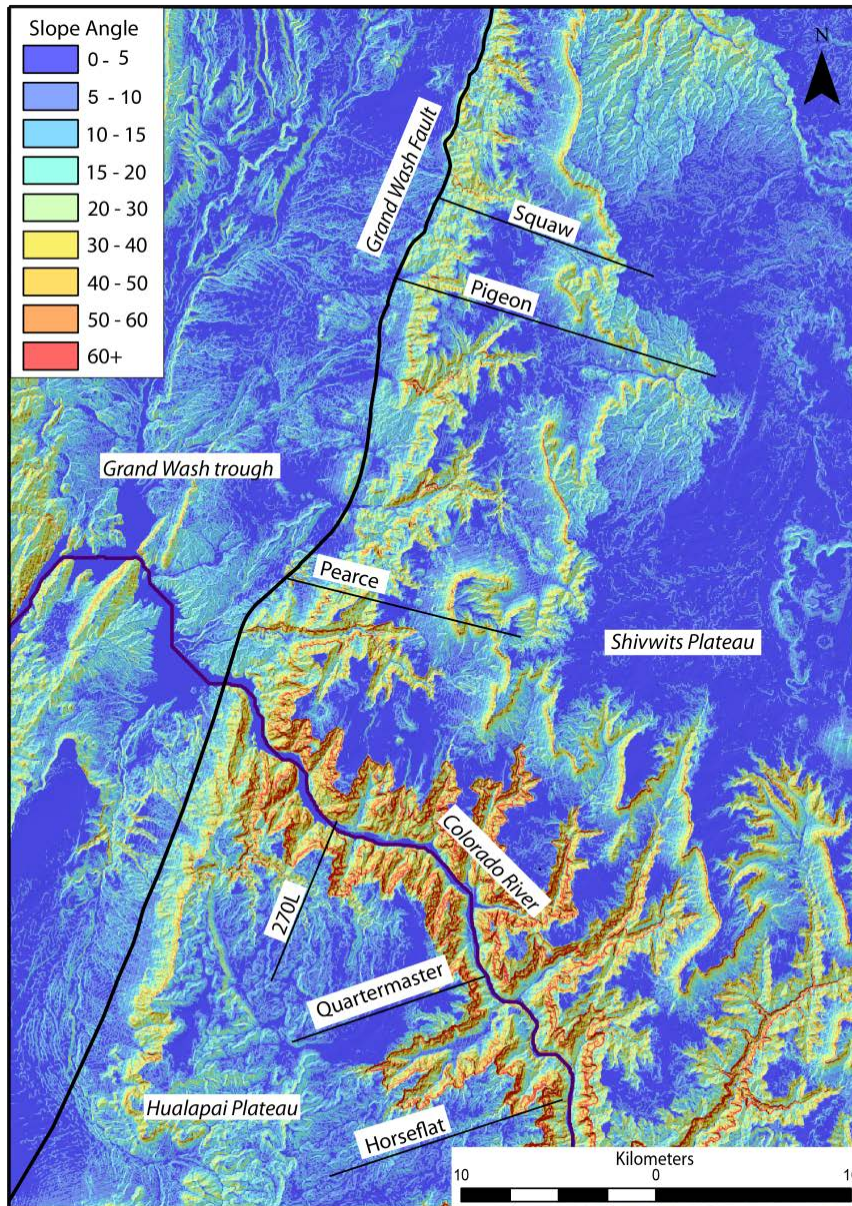 Slope Angle
0 - 5
5 - 10
10 - 15
15 - 20
20 - 30
30 - 40
40 - 50
50 - 60
60+
N
Grand Wash Fault
Squaw
Pigeon
Grand Wash trough
Pearce
Shivwits Plateau
Colorado River
270L
Quartermaster
Hualapai Plateau
Horseflat
Kilometers
10 0 10